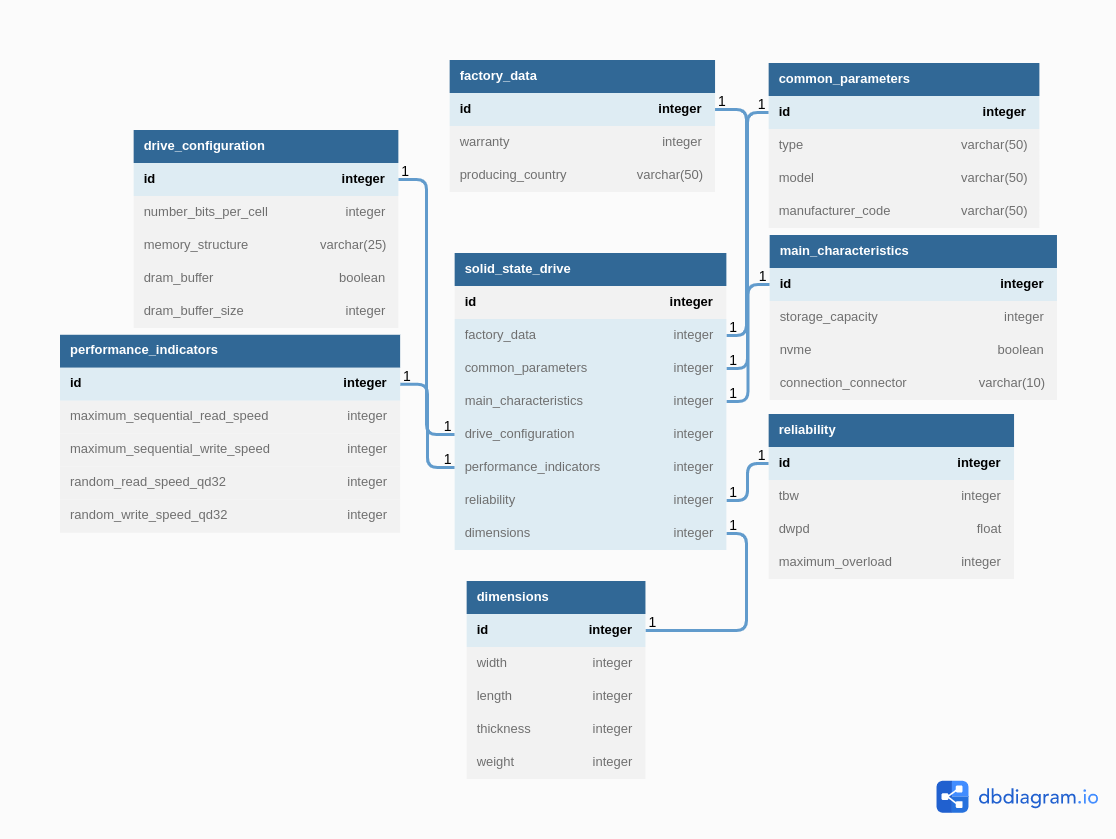 factory_data
id integer
warranty integer
producing_country varchar(50)
common_parameters
id integer
type varchar(50)
model varchar(50)
manufacturer_code varchar(50)
drive_configuration
id integer
number_bits_per_cell integer
memory_structure varchar(25)
dram_buffer boolean
dram_buffer_size integer
solid_state_drive
id integer
factory_data integer
common_parameters integer
main_characteristics integer
drive_configuration integer
performance_indicators integer
reliability integer
dimensions integer
main_characteristics
id integer
storage_capacity integer
nvme boolean
connection_connector varchar(10)
performance_indicators
id integer
maximum_sequential_read_speed integer
maximum_sequential_write_speed integer
random_read_speed_qd32 integer
random_write_speed_qd32 integer
reliability
id integer
tbw integer
dwpd float
maximum_overload integer
dimensions
id integer
width integer
length integer
thickness integer
weight integer
1
1
1
1
1
1
1
1
1
1
1
1
1
1
dbdiagram.io